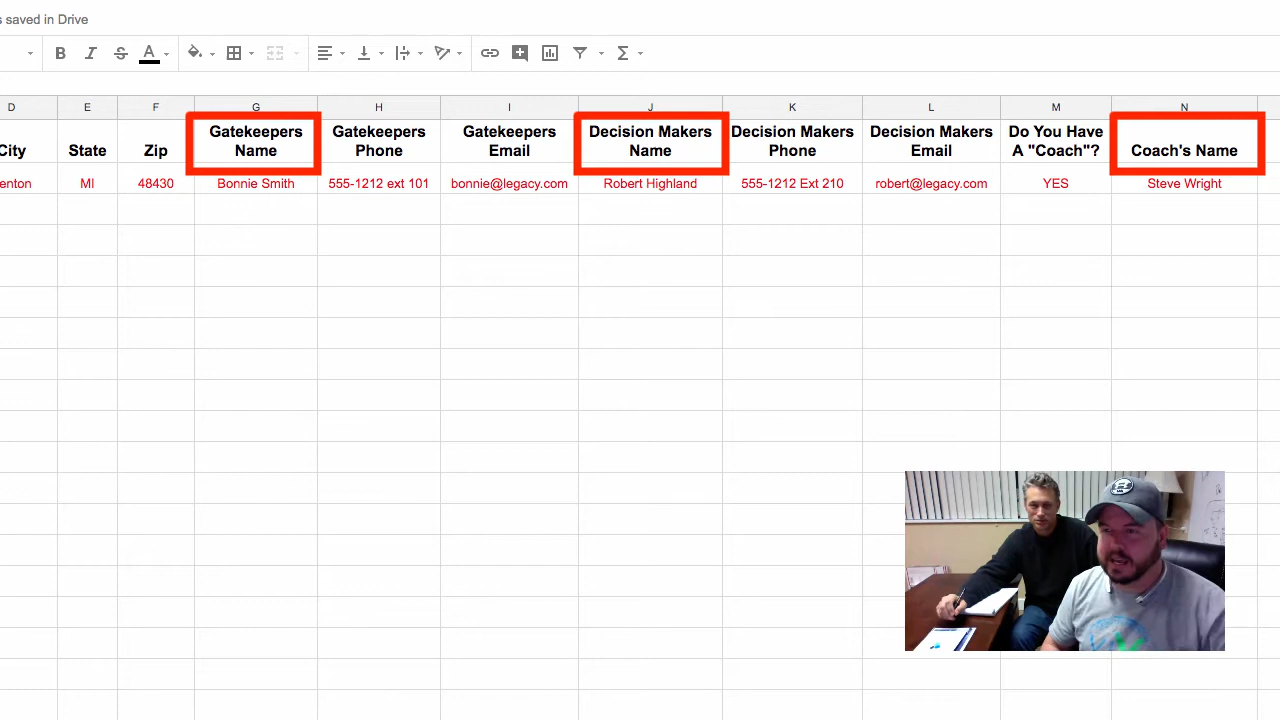 s saved in Drive
B I S A
D E F G H I J K L M N
City State Zip Gatekeepers Name Gatekeepers Phone Gatekeepers Email Decision Makers Name Decision Makers Phone Decision Makers Email Do You Have A "Coach"? Coach's Name
enton MI 48430 Bonnie Smith 555-1212 ext 101 bonnie@legacy.com Robert Highland 555-1212 Ext 210 robert@legacy.com YES Steve Wright